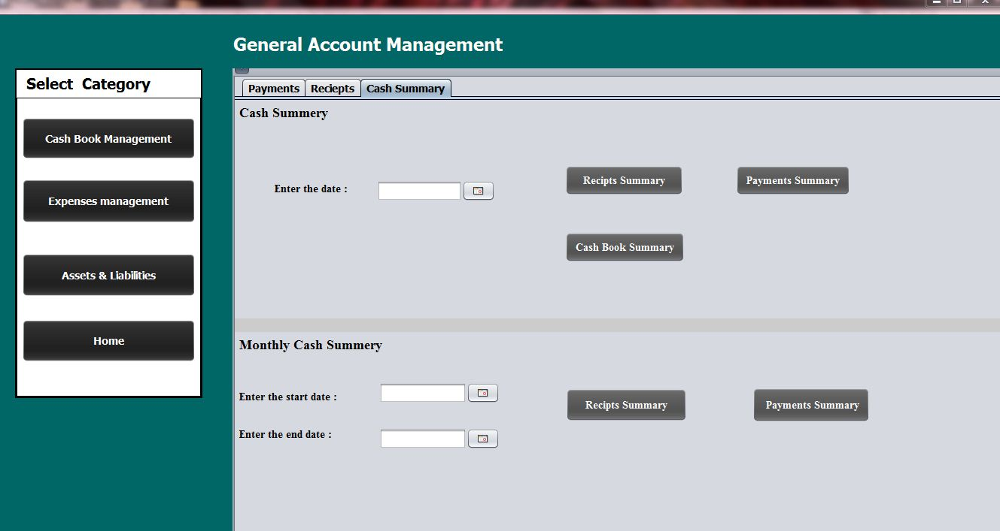 General Account Management
Select Category
Cash Book Management
Expenses management
Assets & Liabilities
Home
Payments Reciepts Cash Summary
Cash Summery
Enter the date :
Recipts Summary Payments Summary
Cash Book Summary
Monthly Cash Summery
Enter the start date :
Enter the end date :
Recipts Summary Payments Summary